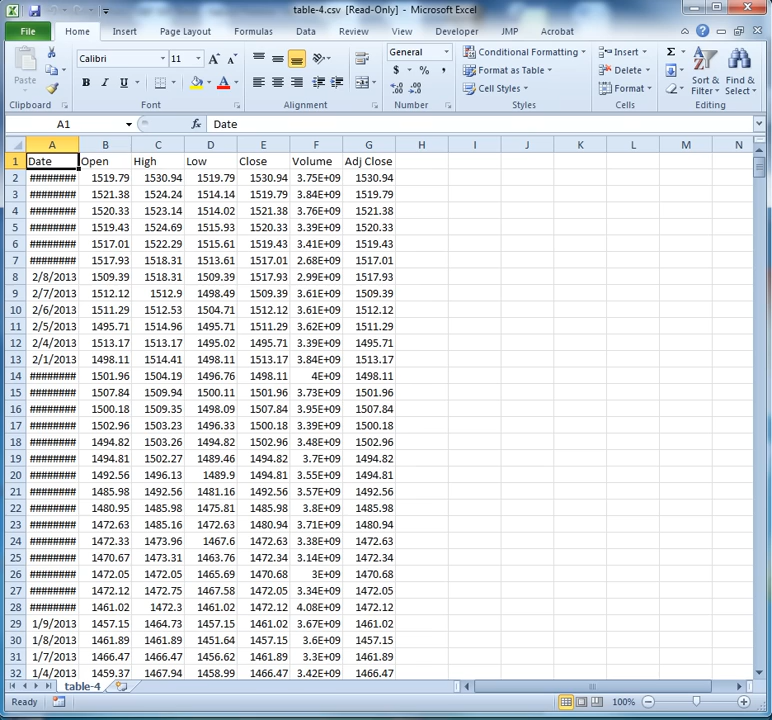 table-4.csv [Read-Only] - Microsoft Excel
File Home Insert Page Layout Formulas Data Review View Developer JMP Acrobat
Calibri 11 General Conditional Formatting Insert
Paste Format as Table Delete Sort & Find &
Cell Styles Format Filter Select
Clipboard Font Alignment Number Styles Cells Editing
A1 fx Date
A B C D E F G H I J K L M N
1 Date Open High Low Close Volume Adj Close
2 ######## 1519.79 1530.94 1519.79 1530.94 3.75E+09 1530.94
3 ######## 1521.38 1524.24 1514.14 1519.79 3.84E+09 1519.79
4 ######## 1520.33 1523.14 1514.02 1521.38 3.76E+09 1521.38
5 ######## 1519.43 1524.69 1515.93 1520.33 3.39E+09 1520.33
6 ######## 1517.01 1522.29 1515.61 1519.43 3.41E+09 1519.43
7 ######## 1517.93 1518.31 1513.61 1517.01 2.68E+09 1517.01
8 2/8/2013 1509.39 1518.31 1509.39 1517.93 2.99E+09 1517.93
9 2/7/2013 1512.12 1512.9 1498.49 1509.39 3.61E+09 1509.39
10 2/6/2013 1511.29 1512.53 1504.71 1512.12 3.61E+09 1512.12
11 2/5/2013 1495.71 1514.96 1495.71 1511.29 3.62E+09 1511.29
12 2/4/2013 1513.17 1513.17 1495.02 1495.71 3.39E+09 1495.71
13 2/1/2013 1498.11 1514.41 1498.11 1513.17 3.84E+09 1513.17
14 ######## 1501.96 1504.19 1496.76 1498.11 4E+09 1498.11
15 ######## 1507.84 1509.94 1500.11 1501.96 3.73E+09 1501.96
16 ######## 1500.18 1509.35 1498.09 1507.84 3.95E+09 1507.84
17 ######## 1502.96 1503.23 1496.33 1500.18 3.39E+09 1500.18
18 ######## 1494.82 1503.26 1494.82 1502.96 3.48E+09 1502.96
19 ######## 1494.81 1502.27 1489.46 1494.82 3.7E+09 1494.82
20 ######## 1492.56 1496.13 1489.9 1494.81 3.55E+09 1494.81
21 ######## 1485.98 1492.56 1481.16 1492.56 3.57E+09 1492.56
22 ######## 1480.95 1485.98 1475.81 1485.98 3.8E+09 1485.98
23 ######## 1472.63 1485.16 1472.63 1480.94 3.71E+09 1480.94
24 ######## 1472.33 1473.96 1467.6 1472.63 3.38E+09 1472.63
25 ######## 1470.67 1473.31 1463.76 1472.34 3.14E+09 1472.34
26 ######## 1472.05 1472.05 1465.69 1470.68 3E+09 1470.68
27 ######## 1472.12 1472.75 1467.58 1472.05 3.34E+09 1472.05
28 ######## 1461.02 1472.3 1461.02 1472.12 4.08E+09 1472.12
29 1/9/2013 1457.15 1464.73 1457.15 1461.02 3.67E+09 1461.02
30 1/8/2013 1461.89 1461.89 1451.64 1457.15 3.6E+09 1457.15
31 1/7/2013 1466.47 1466.47 1456.62 1461.89 3.3E+09 1461.89
32 1/4/2013 1459.37 1467.94 1458.99 1466.47 3.42E+09 1466.47
table-4
Ready 100%